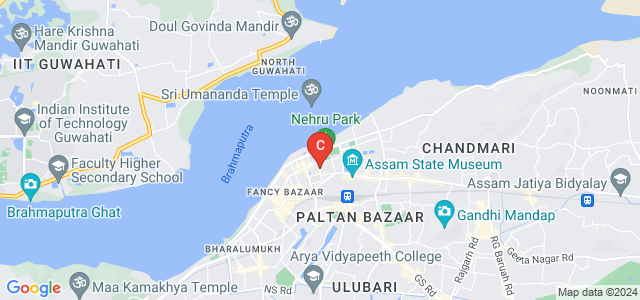 Hare Krishna
Mandir Guwahati
Doul Govinda Mandir
IIT GUWAHATI
NORTH
GUWAHATI
Sri Umananda Temple
NOONMATI
Indian Institute
of Technology
Guwahati
Nehru Park
Brahmaputra
C
CHANDMARI
Assam State Museum
Faculty Higher
Secondary School
Assam Jatiya Bidyalay
FANCY BAZAAR
Brahmaputra Ghat
PALTAN BAZAAR
Gandhi Mandap
BHARALUMUKH
Arya Vidyapeeth College
RG Baruah Rd
Rajgarh Rd
Geeta Nagar Rd
GS Rd
Google
Maa Kamakhya Temple
NS Rd
ULUBARI
Map data ©2024